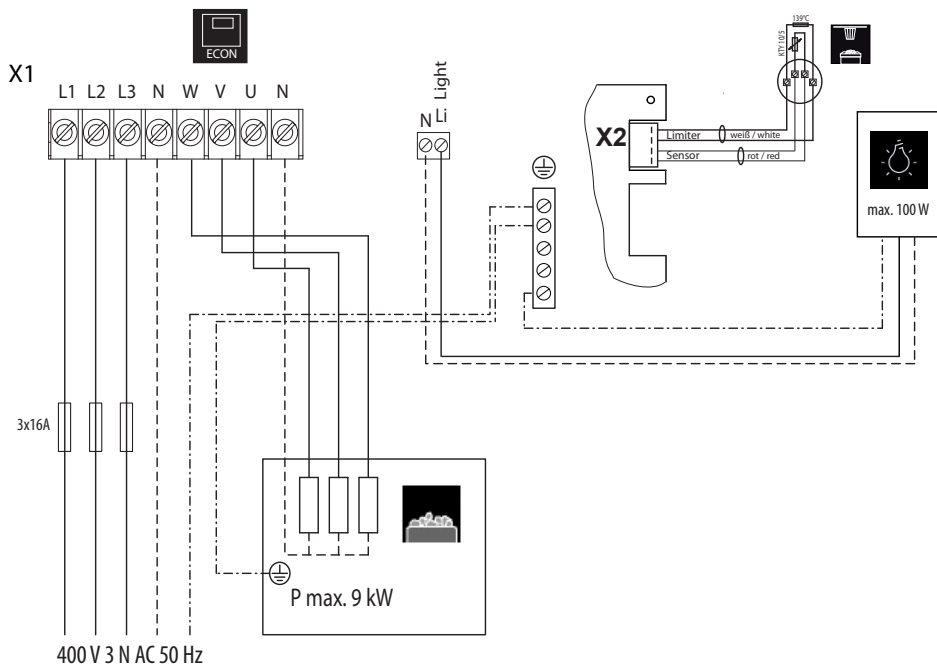 ECON
X1
L1 L2 L3 N W V U N
N Li Light
139°C
KTY 10/5
X2
Limiter weiß / white
Sensor rot / red
max. 100 W
3x16A
P max. 9 kW
400 V 3 N AC 50 Hz